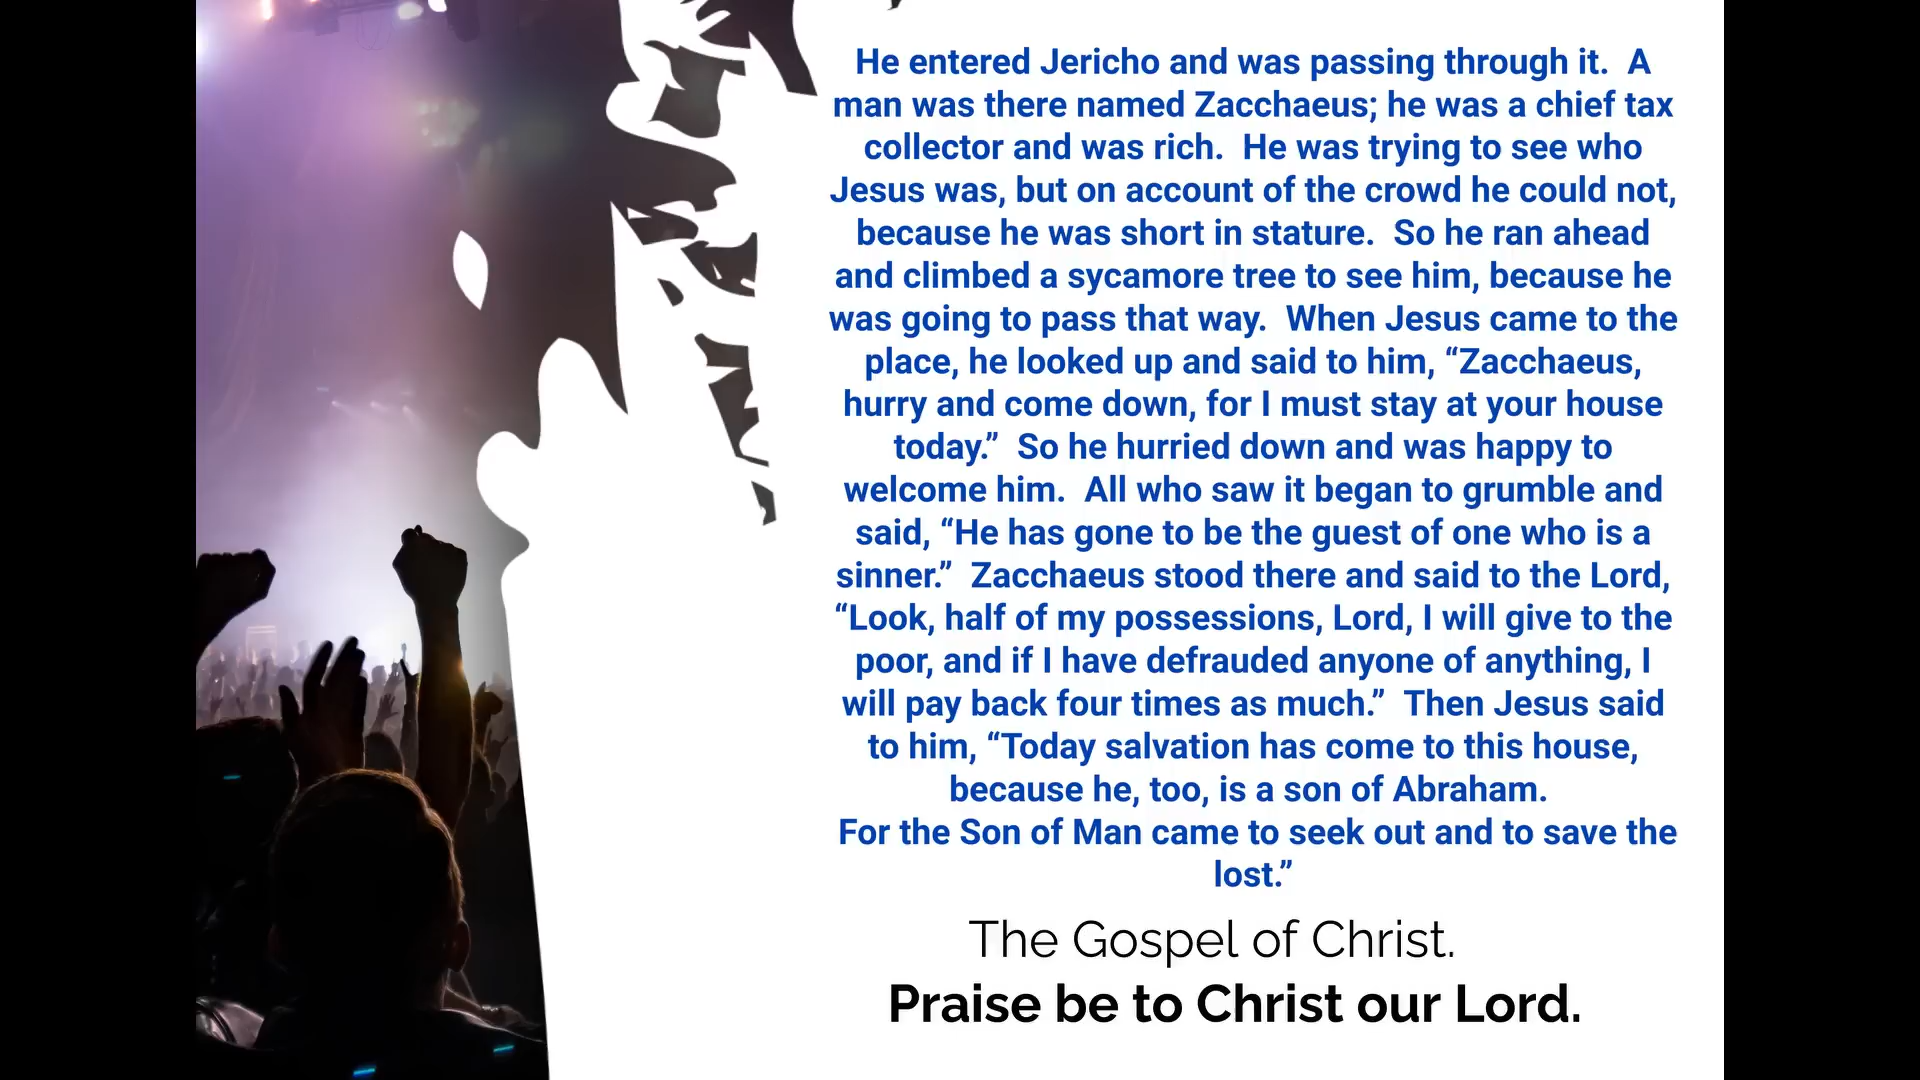 He entered Jericho and was passing through it.  A
man was there named Zacchaeus; he was a chief tax
collector and was rich.  He was trying to see who
Jesus was, but on account of the crowd he could not,
because he was short in stature.  So he ran ahead
and climbed a sycamore tree to see him, because he
was going to pass that way.  When Jesus came to the
place, he looked up and said to him, “Zacchaeus,
hurry and come down, for I must stay at your house
today.”  So he hurried down and was happy to
welcome him.  All who saw it began to grumble and
said, “He has gone to be the guest of one who is a
sinner.”  Zacchaeus stood there and said to the Lord,
“Look, half of my possessions, Lord, I will give to the
poor, and if I have defrauded anyone of anything, I
will pay back four times as much.”  Then Jesus said
to him, “Today salvation has come to this house,
because he, too, is a son of Abraham.
For the Son of Man came to seek out and to save the
lost.”
The Gospel of Christ.
Praise be to Christ our Lord.